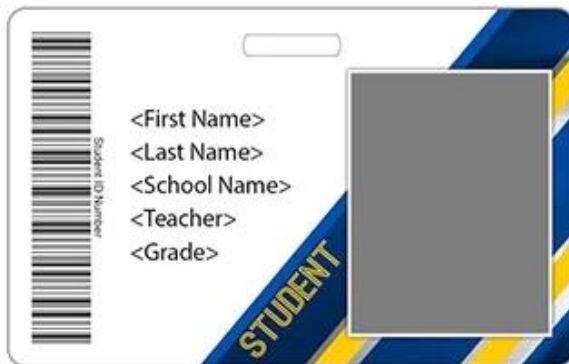 Student ID Number
<First Name>
<Last Name>
<School Name>
<Teacher>
<Grade>
STUDENT